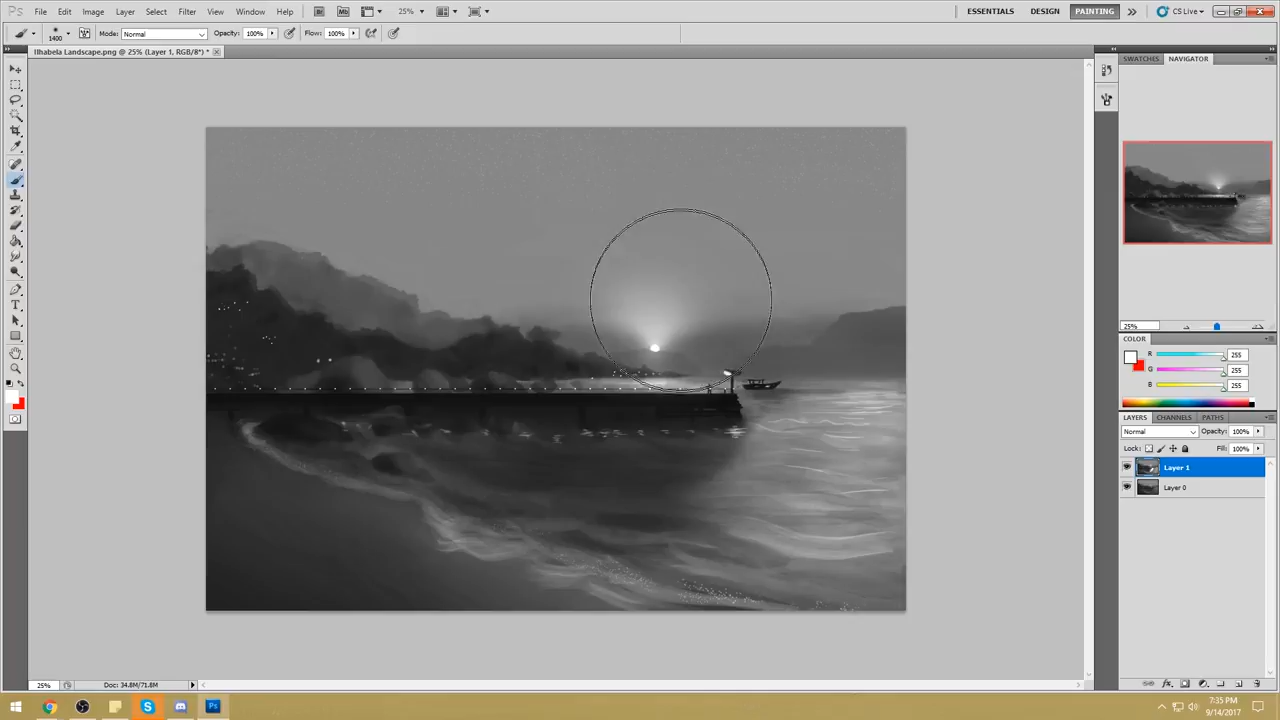 File Edit Image Layer Select Filter View Window Help 25% ESSENTIALS DESIGN PAINTING CS Live
1400 Mode: Normal Opacity: 100% Flow: 100%
Ilhabela Landscape.png @ 25% (Layer 1, RGB/8*) *
SWATCHES NAVIGATOR
25%
COLOR
R 255
G 255
B 255
LAYERS CHANNELS PATHS
Normal Opacity: 100%
Lock: Fill: 100%
Layer 1
Layer 0
25% Doc: 34.8M/71.8M
7:35 PM
9/14/2017